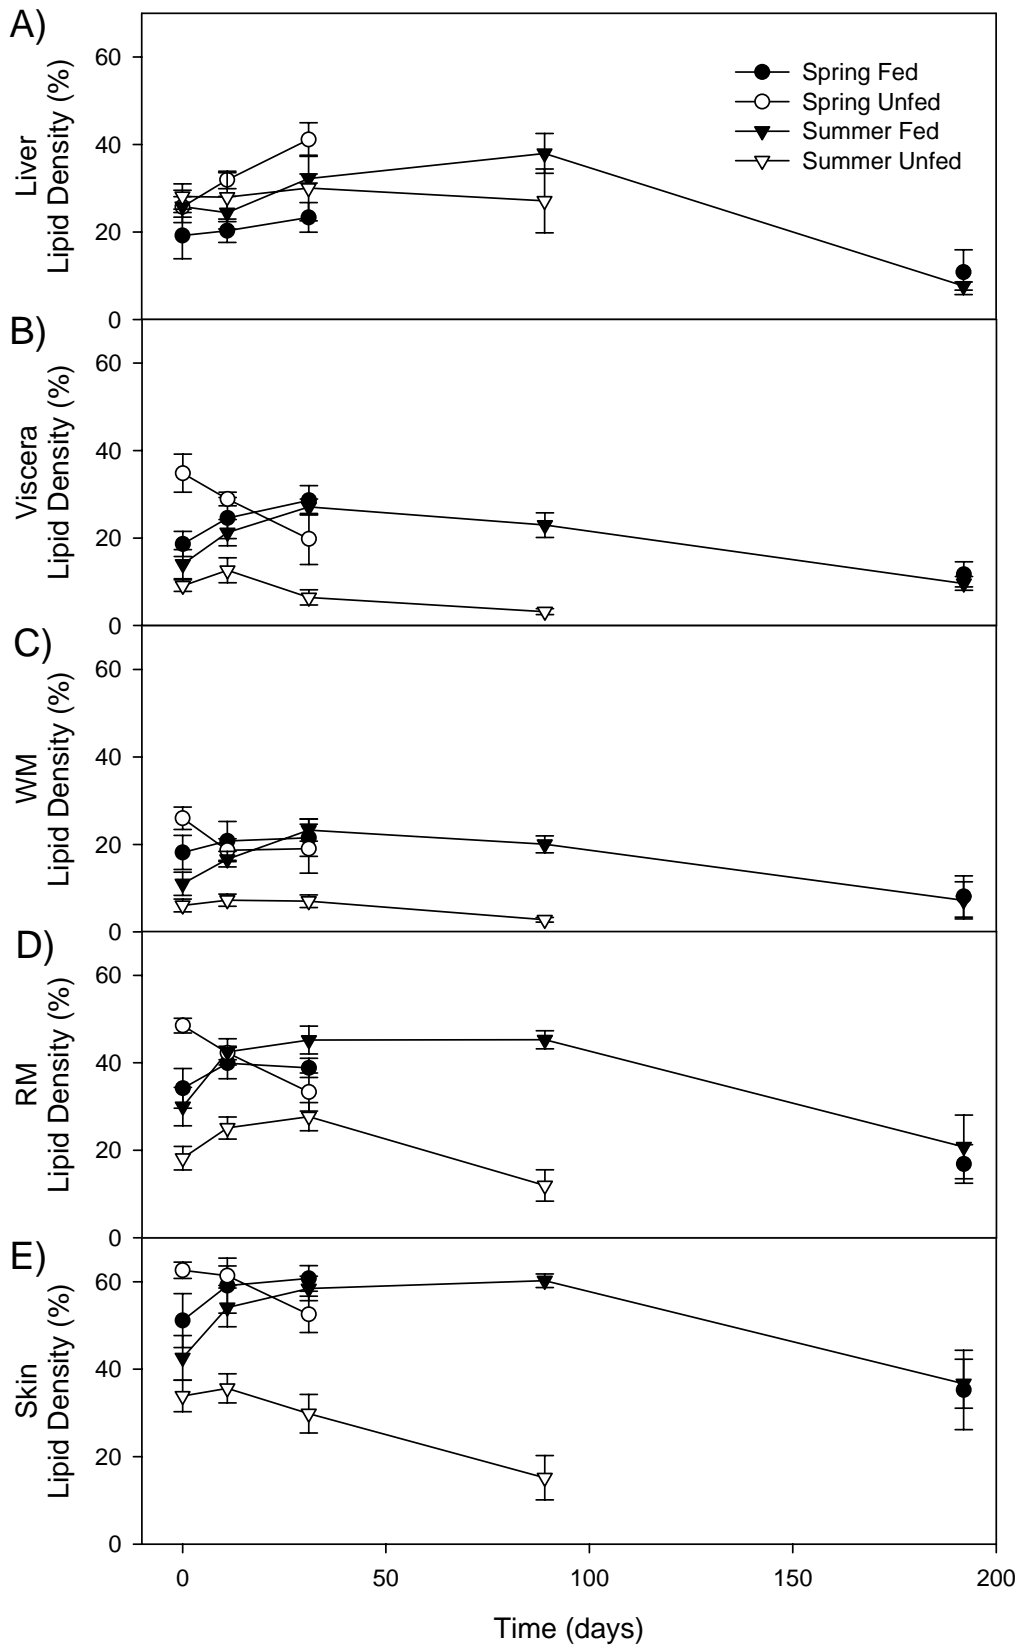 A)
Liver
Lipid Density (%)
60
40
20
0
Spring Fed
Spring Unfed
Summer Fed
Summer Unfed
B)
Viscera
Lipid Density (%)
60
40
20
0
C)
WM
Lipid Density (%)
60
40
20
0
D)
RM
Lipid Density (%)
60
40
20
0
E)
Skin
Lipid Density (%)
60
40
20
0
0 50 100 150 200
Time (days)